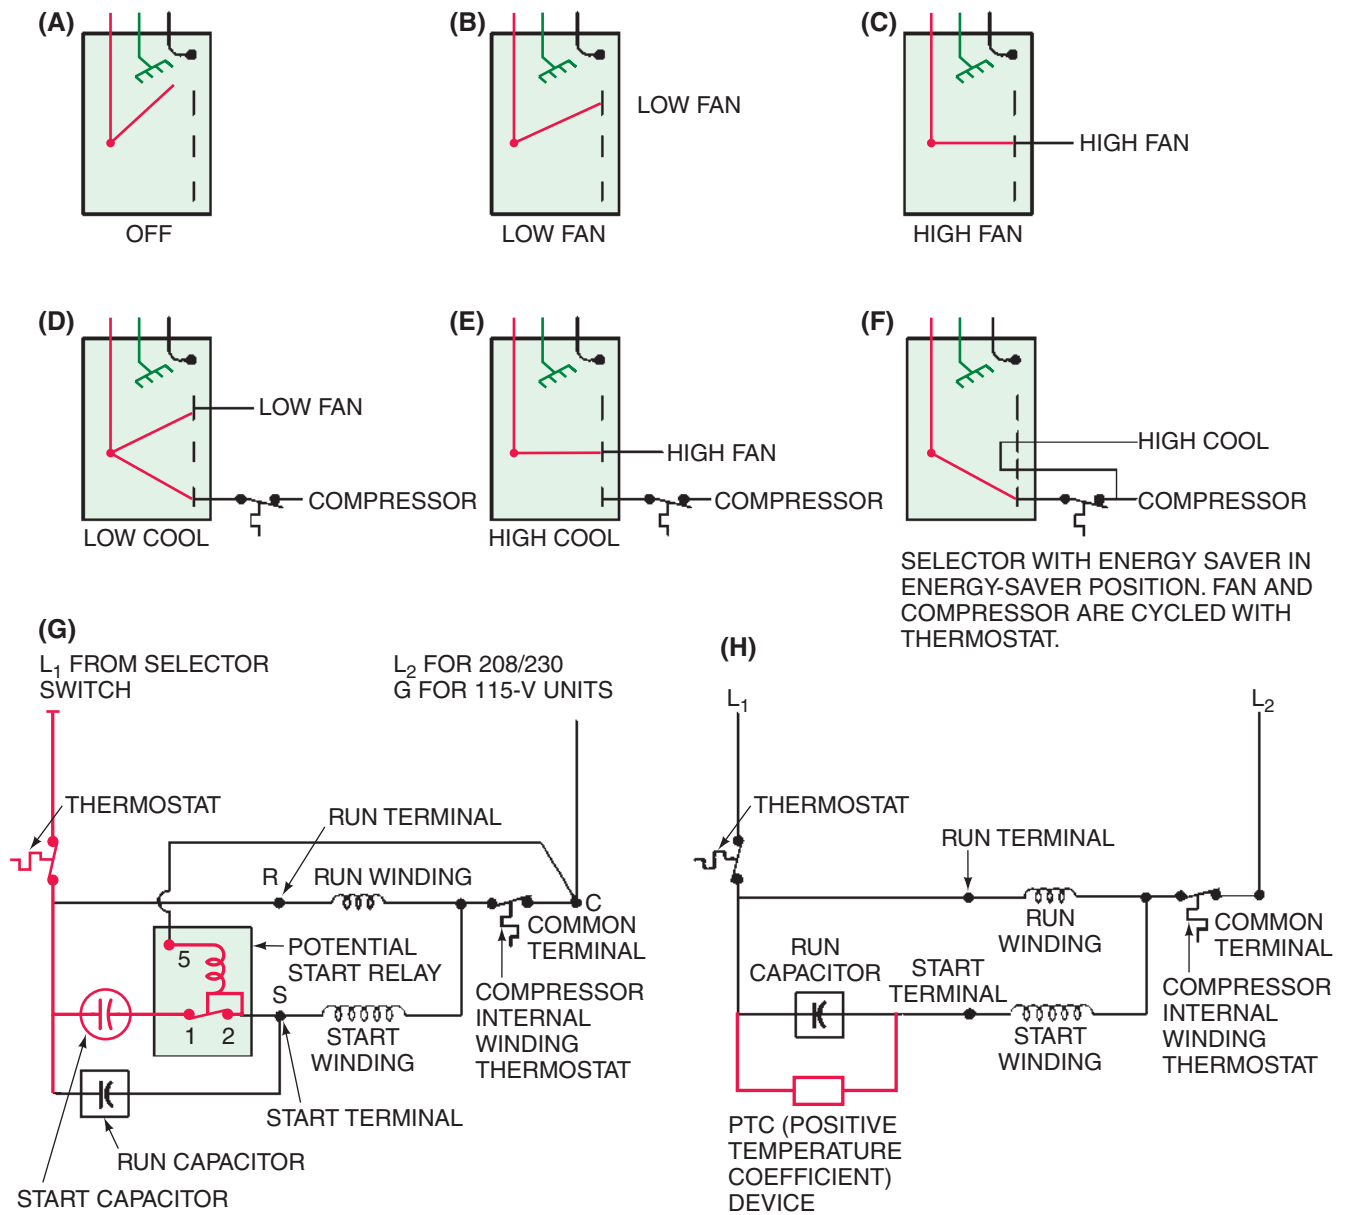 (A)
OFF
(B)
LOW FAN
LOW FAN
(C)
HIGH FAN
HIGH FAN
(D)
LOW FAN
COMPRESSOR
LOW COOL
(E)
HIGH FAN
COMPRESSOR
HIGH COOL
(F)
HIGH COOL
COMPRESSOR
SELECTOR WITH ENERGY SAVER IN
ENERGY-SAVER POSITION. FAN AND
COMPRESSOR ARE CYCLED WITH
THERMOSTAT.
(G)
L1 FROM SELECTOR
SWITCH
L2 FOR 208/230
G FOR 115-V UNITS
THERMOSTAT
RUN TERMINAL
R
RUN WINDING
C
COMMON
TERMINAL
POTENTIAL
START RELAY
5
S
1
2
START
WINDING
COMPRESSOR
INTERNAL
WINDING
THERMOSTAT
START TERMINAL
RUN CAPACITOR
START CAPACITOR
(H)
L1
L2
THERMOSTAT
RUN TERMINAL
RUN
WINDING
COMMON
TERMINAL
RUN
CAPACITOR
START
TERMINAL
START
WINDING
COMPRESSOR
INTERNAL
WINDING
THERMOSTAT
PTC (POSITIVE
TEMPERATURE
COEFFICIENT)
DEVICE